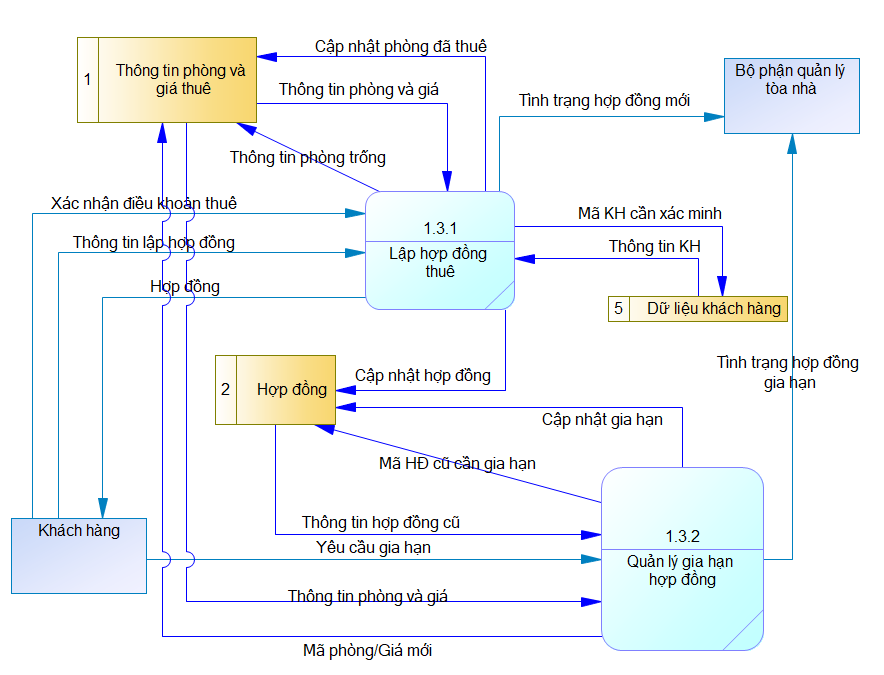 Cập nhật phòng đã thuê
1
Thông tin phòng và
giá thuê
Thông tin phòng và giá
Bộ phận quản lý
tòa nhà
Tình trạng hợp đồng mới
Thông tin phòng trống
Xác nhận điều khoản thuê
1.3.1
Lập hợp đồng
thuê
Mã KH cần xác minh
Thông tin lập hợp đồng
Thông tin KH
Hợp đồng
5
Dữ liệu khách hàng
Tình trạng hợp đồng
gia hạn
Cập nhật hợp đồng
2
Hợp đồng
Cập nhật gia hạn
Mã HĐ cũ cần gia hạn
Khách hàng
Thông tin hợp đồng cũ
1.3.2
Quản lý gia hạn
hợp đồng
Yêu cầu gia hạn
Thông tin phòng và giá
Mã phòng/Giá mới